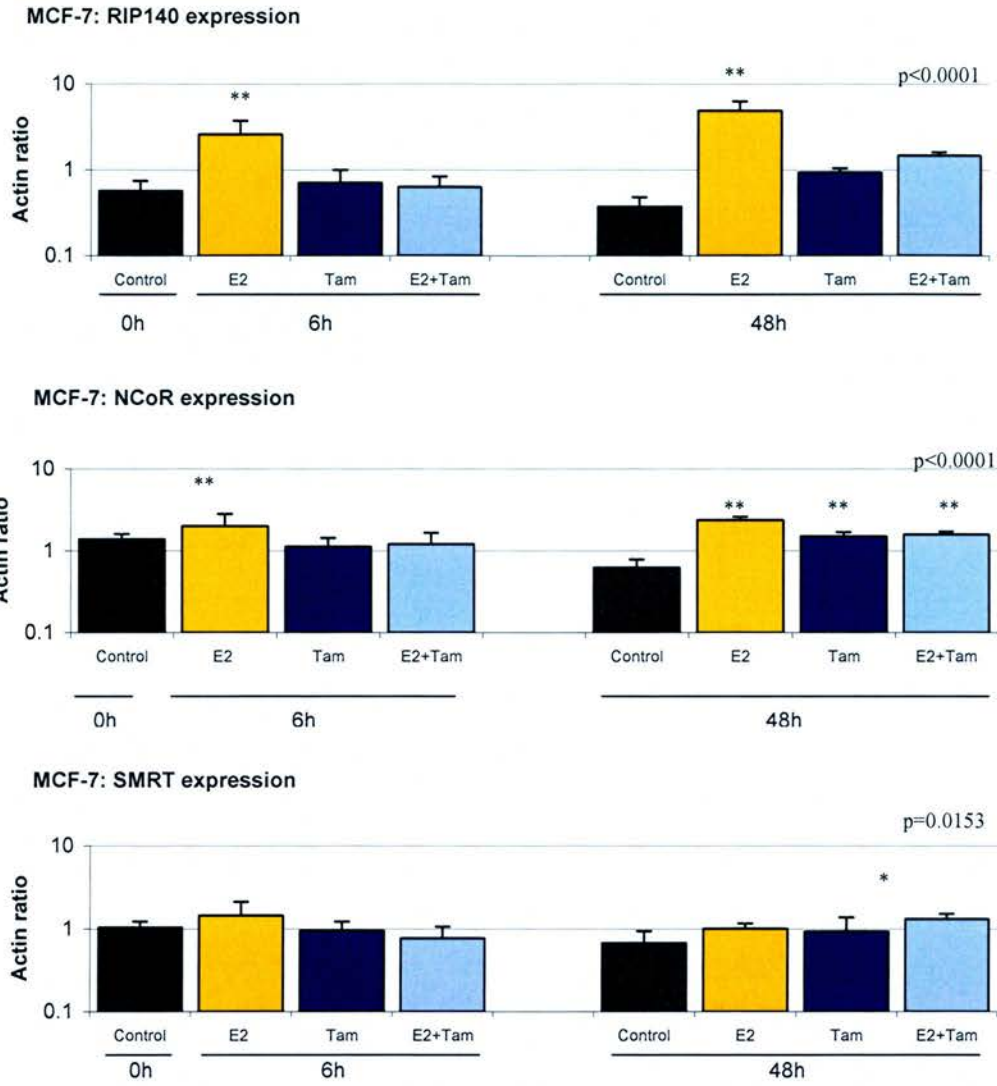 MCF-7: RIP140 expression
p<0.0001
** **
10
1
0.1
Actin ratio
Control E2 Tam E2+Tam Control E2 Tam E2+Tam
0h 6h 48h
MCF-7: NCoR expression
p<0.0001
** ** ** **
10
1
0.1
Actin ratio
Control E2 Tam E2+Tam Control E2 Tam E2+Tam
0h 6h 48h
MCF-7: SMRT expression
p=0.0153
*
10
1
0.1
Actin ratio
Control E2 Tam E2+Tam Control E2 Tam E2+Tam
0h 6h 48h